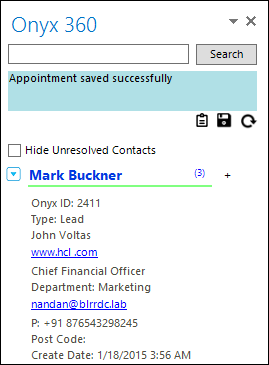 Onyx 360
Search
Appointment saved successfully
Hide Unresolved Contacts
Mark Buckner (3) +
Onyx ID: 2411
Type: Lead
John Voltas
www.hcl .com
Chief Financial Officer
Department: Marketing
nandan@blrrdc.lab
P: +91 876543298245
Post Code:
Create Date: 1/18/2015 3:56 AM